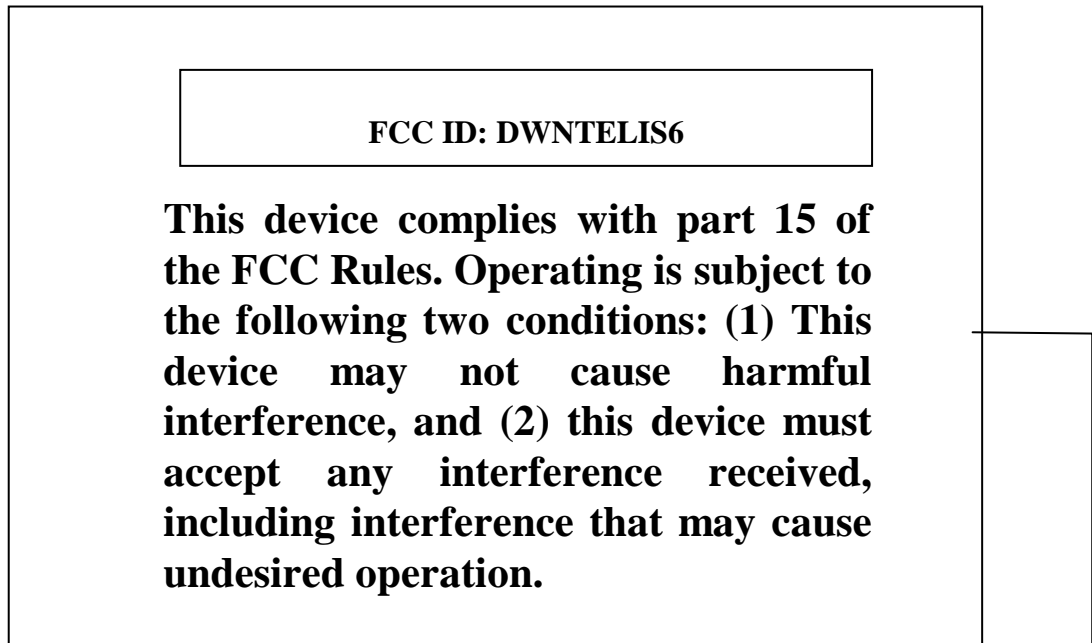 FCC ID: DWNTELIS6
This device complies with part 15 of
the FCC Rules. Operating is subject to
the following two conditions: (1) This
device may not cause harmful
interference, and (2) this device must
accept any interference received,
including interference that may cause
undesired operation.